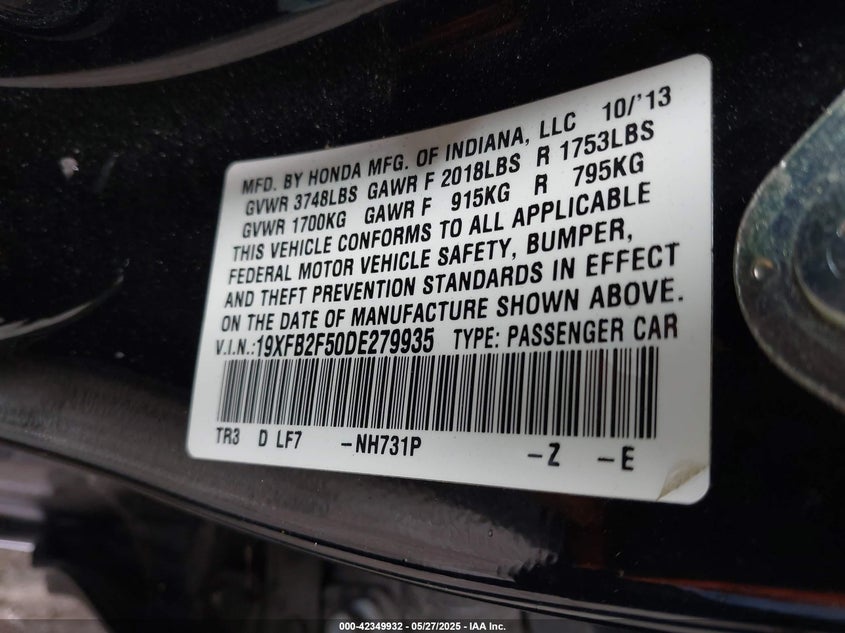 MFD. BY HONDA MFG. OF INDIANA, LLC 10/'13
GVWR 3748LBS GAWR F 2018LBS R 1753LBS
GVWR 1700KG GAWR F 915KG R 795KG
THIS VEHICLE CONFORMS TO ALL APPLICABLE
FEDERAL MOTOR VEHICLE SAFETY, BUMPER,
AND THEFT PREVENTION STANDARDS IN EFFECT
ON THE DATE OF MANUFACTURE SHOWN ABOVE.
V.I.N.:19XFB2F50DE279935 TYPE: PASSENGER CAR
TR3 D LF7 -NH731P -Z -E
000-42349932 - 05/27/2025 - IAA Inc.